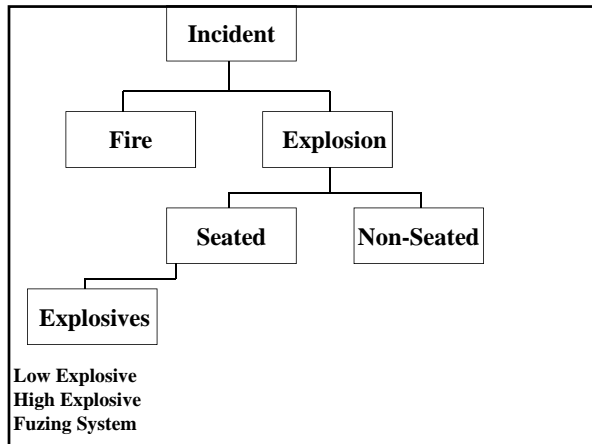 Incident
Fire
Explosion
Seated
Non-Seated
Explosives
Low Explosive
High Explosive
Fuzing System